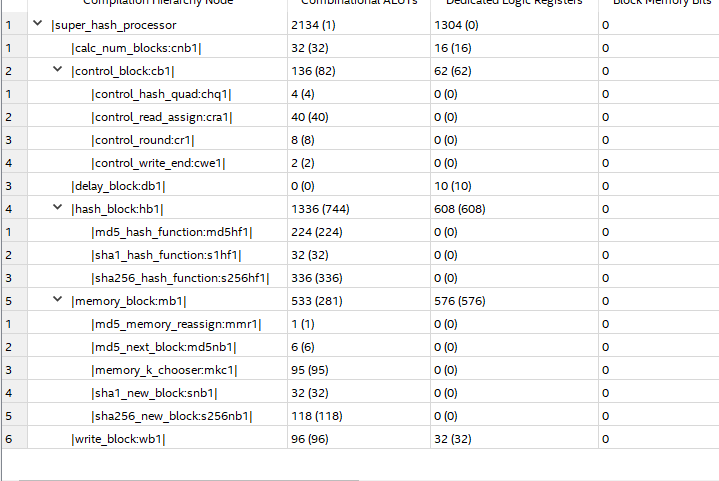 Compilation Hierarchy Node Combinational ALUTs Dedicated Logic Registers Block Memory Bits
1 |super_hash_processor 2134 (1) 1304 (0) 0
1 |calc_num_blocks:cnb1| 32 (32) 16 (16) 0
2 |control_block:cb1| 136 (82) 62 (62) 0
1 |control_hash_quad:chq1| 4 (4) 0 (0) 0
2 |control_read_assign:cra1| 40 (40) 0 (0) 0
3 |control_round:cr1| 8 (8) 0 (0) 0
4 |control_write_end:cwe1| 2 (2) 0 (0) 0
3 |delay_block:db1| 0 (0) 10 (10) 0
4 |hash_block:hb1| 1336 (744) 608 (608) 0
1 |md5_hash_function:md5hf1| 224 (224) 0 (0) 0
2 |sha1_hash_function:s1hf1| 32 (32) 0 (0) 0
3 |sha256_hash_function:s256hf1| 336 (336) 0 (0) 0
5 |memory_block:mb1| 533 (281) 576 (576) 0
1 |md5_memory_reassign:mmr1| 1 (1) 0 (0) 0
2 |md5_next_block:md5nb1| 6 (6) 0 (0) 0
3 |memory_k_chooser:mkc1| 95 (95) 0 (0) 0
4 |sha1_new_block:snb1| 32 (32) 0 (0) 0
5 |sha256_new_block:s256nb1| 118 (118) 0 (0) 0
6 |write_block:wb1| 96 (96) 32 (32) 0